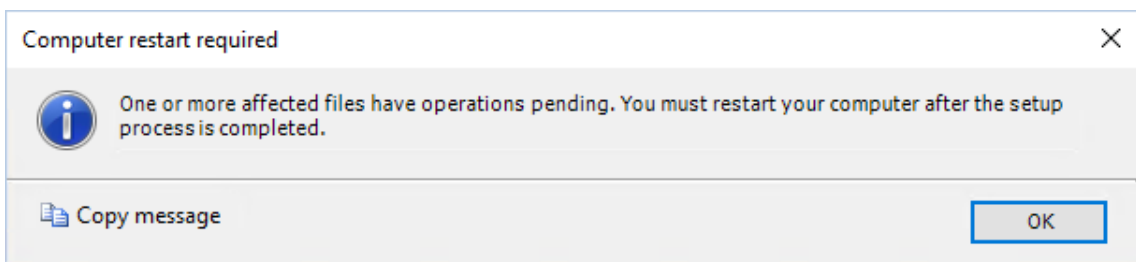 Computer restart required
One or more affected files have operations pending. You must restart your computer after the setup
process is completed.
Copy message
OK